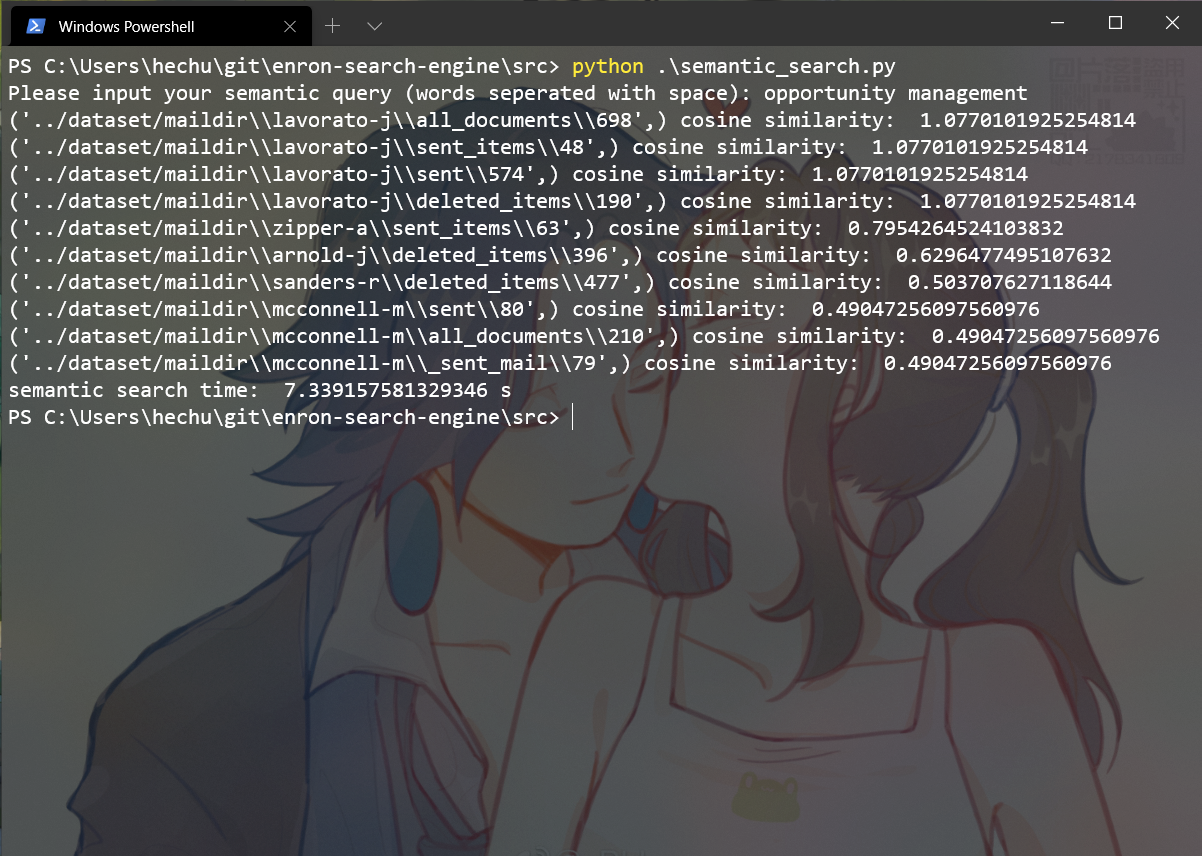 Windows Powershell
PS C:\Users\hechu\git\enron-search-engine\src> python .\semantic_search.py
Please input your semantic query (words seperated with space): opportunity management
('../dataset/maildir\\lavorato-j\\all_documents\\698',) cosine similarity:  1.0770101925254814
('../dataset/maildir\\lavorato-j\\sent_items\\48',) cosine similarity:  1.0770101925254814
('../dataset/maildir\\lavorato-j\\sent\\574',) cosine similarity:  1.0770101925254814
('../dataset/maildir\\lavorato-j\\deleted_items\\190',) cosine similarity:  1.0770101925254814
('../dataset/maildir\\zipper-a\\sent_items\\63',) cosine similarity:  0.7954264524103832
('../dataset/maildir\\arnold-j\\deleted_items\\396',) cosine similarity:  0.6296477495107632
('../dataset/maildir\\sanders-r\\deleted_items\\477',) cosine similarity:  0.503707627118644
('../dataset/maildir\\mcconnell-m\\sent\\80',) cosine similarity:  0.49047256097560976
('../dataset/maildir\\mcconnell-m\\all_documents\\210',) cosine similarity:  0.49047256097560976
('../dataset/maildir\\mcconnell-m\\_sent_mail\\79',) cosine similarity:  0.49047256097560976
semantic search time:  7.339157581329346 s
PS C:\Users\hechu\git\enron-search-engine\src>